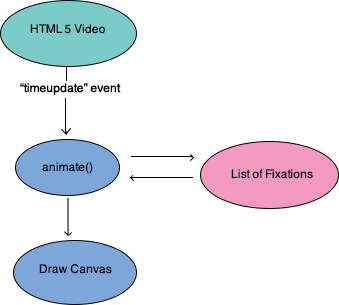 HTML 5 Video
“timeupdate” event
animate()
List of Fixations
Draw Canvas